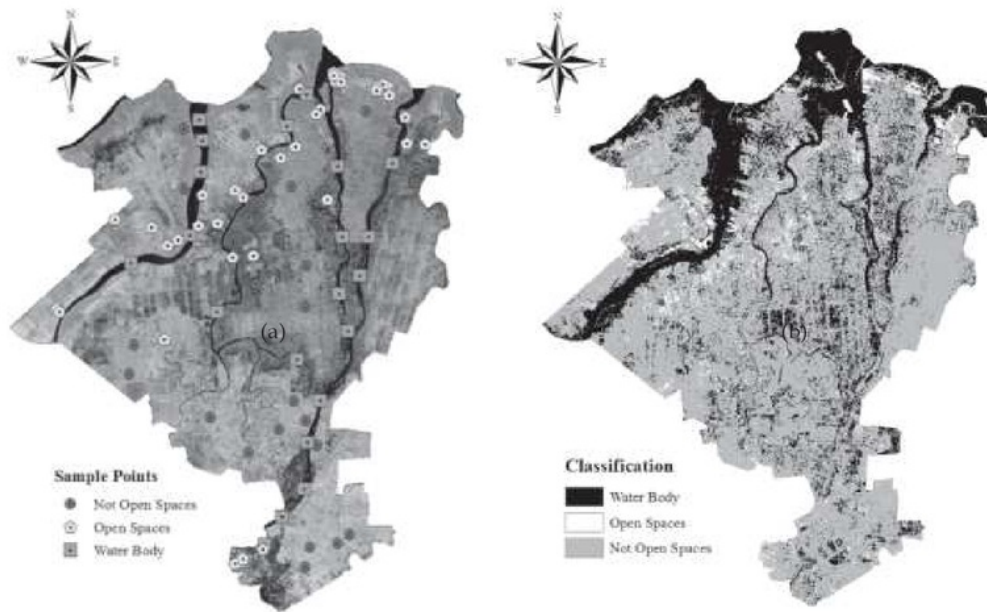 N
W E
S
(a)
Sample Points
Not Open Spaces
Open Spaces
Water Body
N
W E
S
(b)
Classification
Water Body
Open Spaces
Not Open Spaces